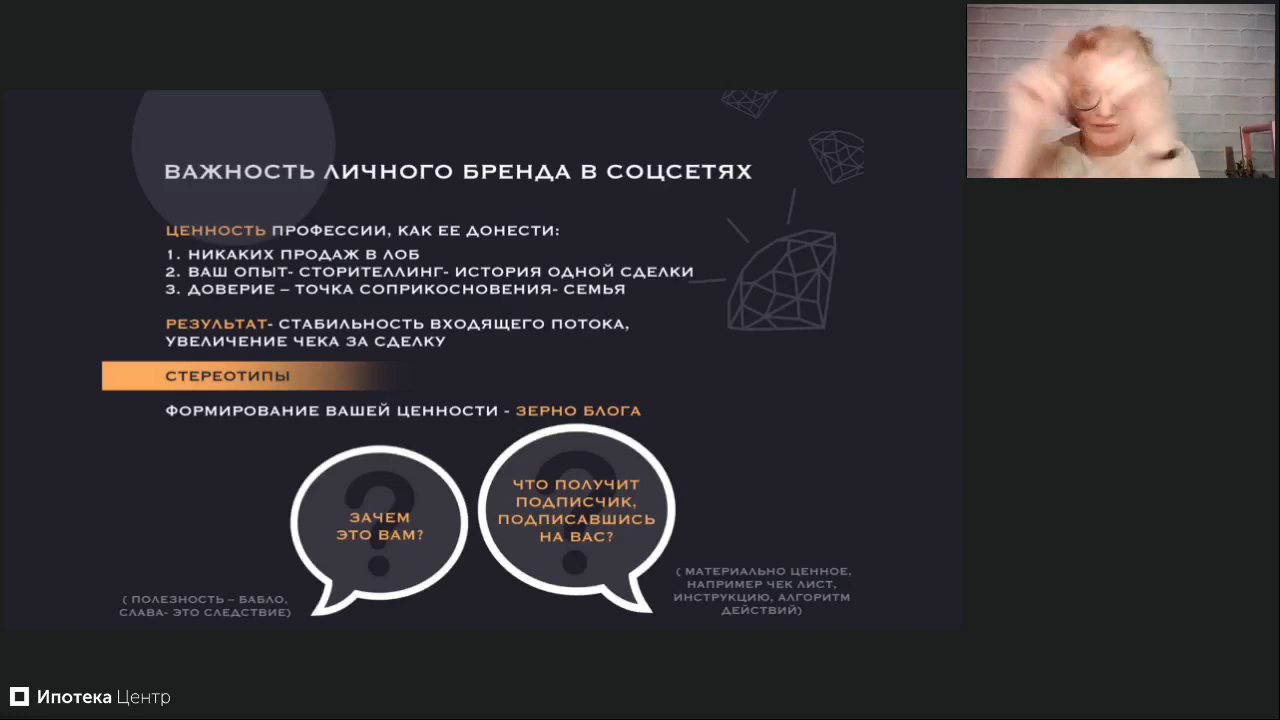 ВАЖНОСТЬ ЛИЧНОГО БРЕНДА В СОЦСЕТЯХ
ЦЕННОСТЬ ПРОФЕССИИ, КАК ЕЕ ДОНЕСТИ:
1. НИКАКИХ ПРОДАЖ В ЛОБ
2. ВАШ ОПЫТ- СТОРИТЕЛЛИНГ- ИСТОРИЯ ОДНОЙ СДЕЛКИ
3. ДОВЕРИЕ – ТОЧКА СОПРИКОСНОВЕНИЯ- СЕМЬЯ
РЕЗУЛЬТАТ- СТАБИЛЬНОСТЬ ВХОДЯЩЕГО ПОТОКА,
УВЕЛИЧЕНИЕ ЧЕКА ЗА СДЕЛКУ
СТЕРЕОТИПЫ
ФОРМИРОВАНИЕ ВАШЕЙ ЦЕННОСТИ - ЗЕРНО БЛОГА
ЗАЧЕМ
ЭТО ВАМ?
ЧТО ПОЛУЧИТ
ПОДПИСЧИК,
ПОДПИСАВШИСЬ
НА ВАС?
( ПОЛЕЗНОСТЬ – БАБЛО,
СЛАВА- ЭТО СЛЕДСТВИЕ)
( МАТЕРИАЛЬНО ЦЕННОЕ,
НАПРИМЕР ЧЕК ЛИСТ,
ИНСТРУКЦИЮ, АЛГОРИТМ
ДЕЙСТВИЙ)
Ипотека Центр